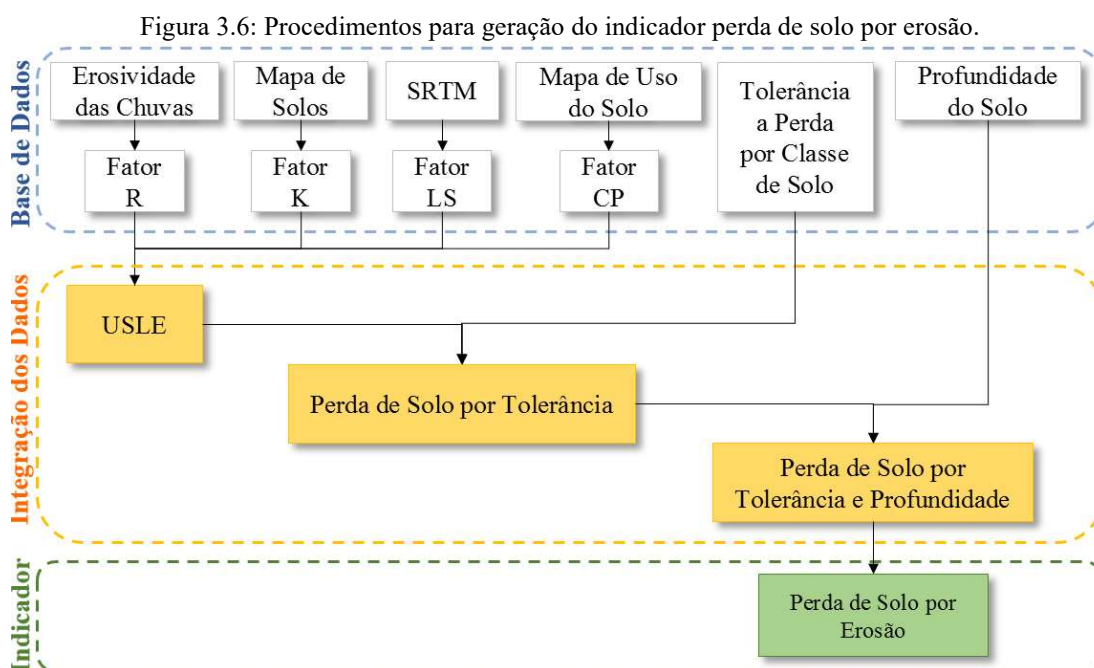 Figura 3.6: Procedimentos para geração do indicador perda de solo por erosão.
Base de Dados
Erosividade
das Chuvas
Mapa de
Solos
SRTM
Mapa de Uso
do Solo
Tolerância
a Perda
por Classe
de Solo
Profundidade
do Solo
Fator
R
Fator
K
Fator
LS
Fator
CP
Integração dos Dados
USLE
Perda de Solo por Tolerância
Perda de Solo por
Tolerância e Profundidade
Indicador
Perda de Solo por
Erosão